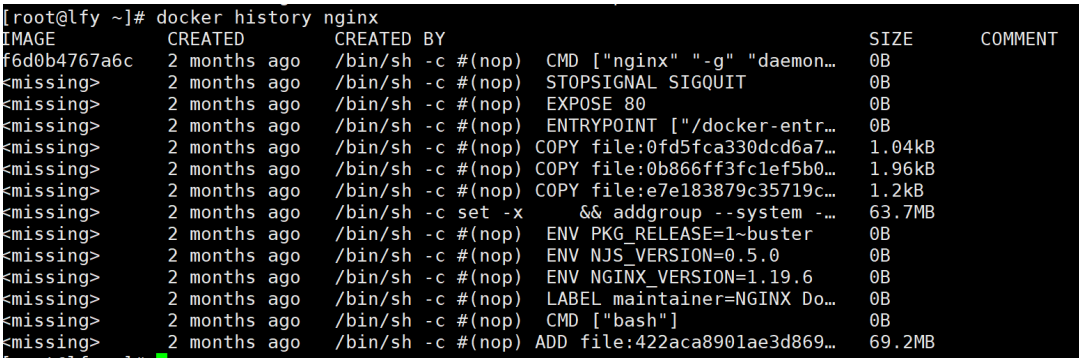 [root@lfy ~]# docker history nginx
IMAGE CREATED CREATED BY SIZE COMMENT
f6d0b4767a6c 2 months ago /bin/sh -c #(nop) CMD ["nginx" "-g" "daemon… 0B
<missing> 2 months ago /bin/sh -c #(nop) STOPSIGNAL SIGQUIT 0B
<missing> 2 months ago /bin/sh -c #(nop) EXPOSE 80 0B
<missing> 2 months ago /bin/sh -c #(nop) ENTRYPOINT ["/docker-entr… 0B
<missing> 2 months ago /bin/sh -c #(nop) COPY file:0fd5fca330dcd6a7… 1.04kB
<missing> 2 months ago /bin/sh -c #(nop) COPY file:0b866ff3fc1ef5b0… 1.96kB
<missing> 2 months ago /bin/sh -c #(nop) COPY file:e7e183879c35719c… 1.2kB
<missing> 2 months ago /bin/sh -c set -x && addgroup --system -… 63.7MB
<missing> 2 months ago /bin/sh -c #(nop) ENV PKG_RELEASE=1~buster 0B
<missing> 2 months ago /bin/sh -c #(nop) ENV NJS_VERSION=0.5.0 0B
<missing> 2 months ago /bin/sh -c #(nop) ENV NGINX_VERSION=1.19.6 0B
<missing> 2 months ago /bin/sh -c #(nop) LABEL maintainer=NGINX Do… 0B
<missing> 2 months ago /bin/sh -c #(nop) CMD ["bash"] 0B
<missing> 2 months ago /bin/sh -c #(nop) ADD file:422aca8901ae3d869… 69.2MB